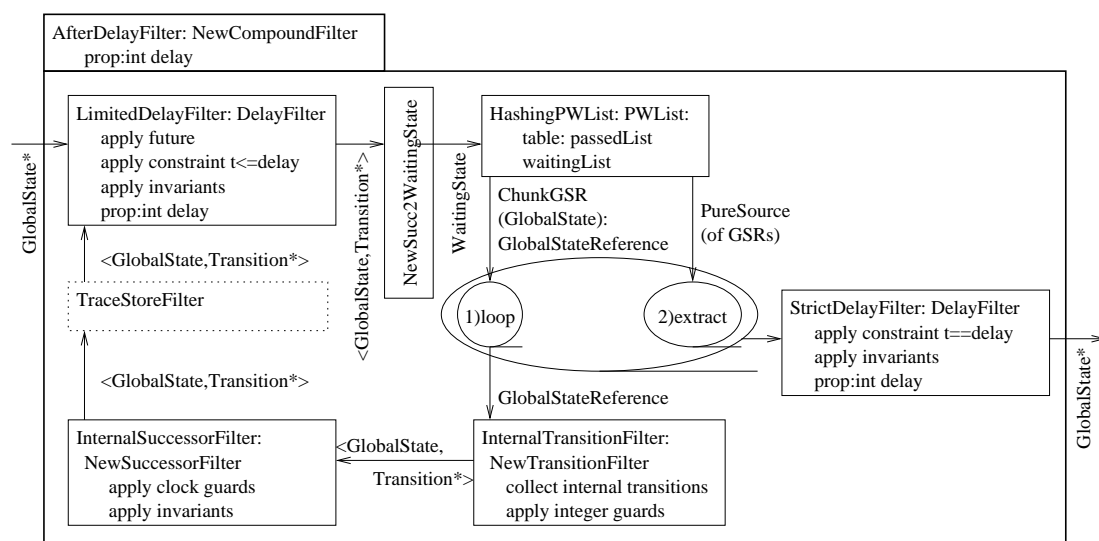 AfterDelayFilter: NewCompoundFilter
prop:int delay
GlobalState*
LimitedDelayFilter: DelayFilter
apply future
apply constraint t<=delay
apply invariants
prop:int delay
<GlobalState,Transition*>
NewSucc2WaitingState
WaitingState
HashingPWList: PWList:
table: passedList
waitingList
ChunkGSR
(GlobalState):
GlobalStateReference
PureSource
(of GSRs)
<GlobalState,Transition*>
TraceStoreFilter
<GlobalState,Transition*>
1)loop
2)extract
StrictDelayFilter: DelayFilter
apply constraint t==delay
apply invariants
prop:int delay
GlobalState*
GlobalStateReference
InternalSuccessorFilter:
NewSuccessorFilter
apply clock guards
apply invariants
<GlobalState,
Transition*>
InternalTransitionFilter:
NewTransitionFilter
collect internal transitions
apply integer guards